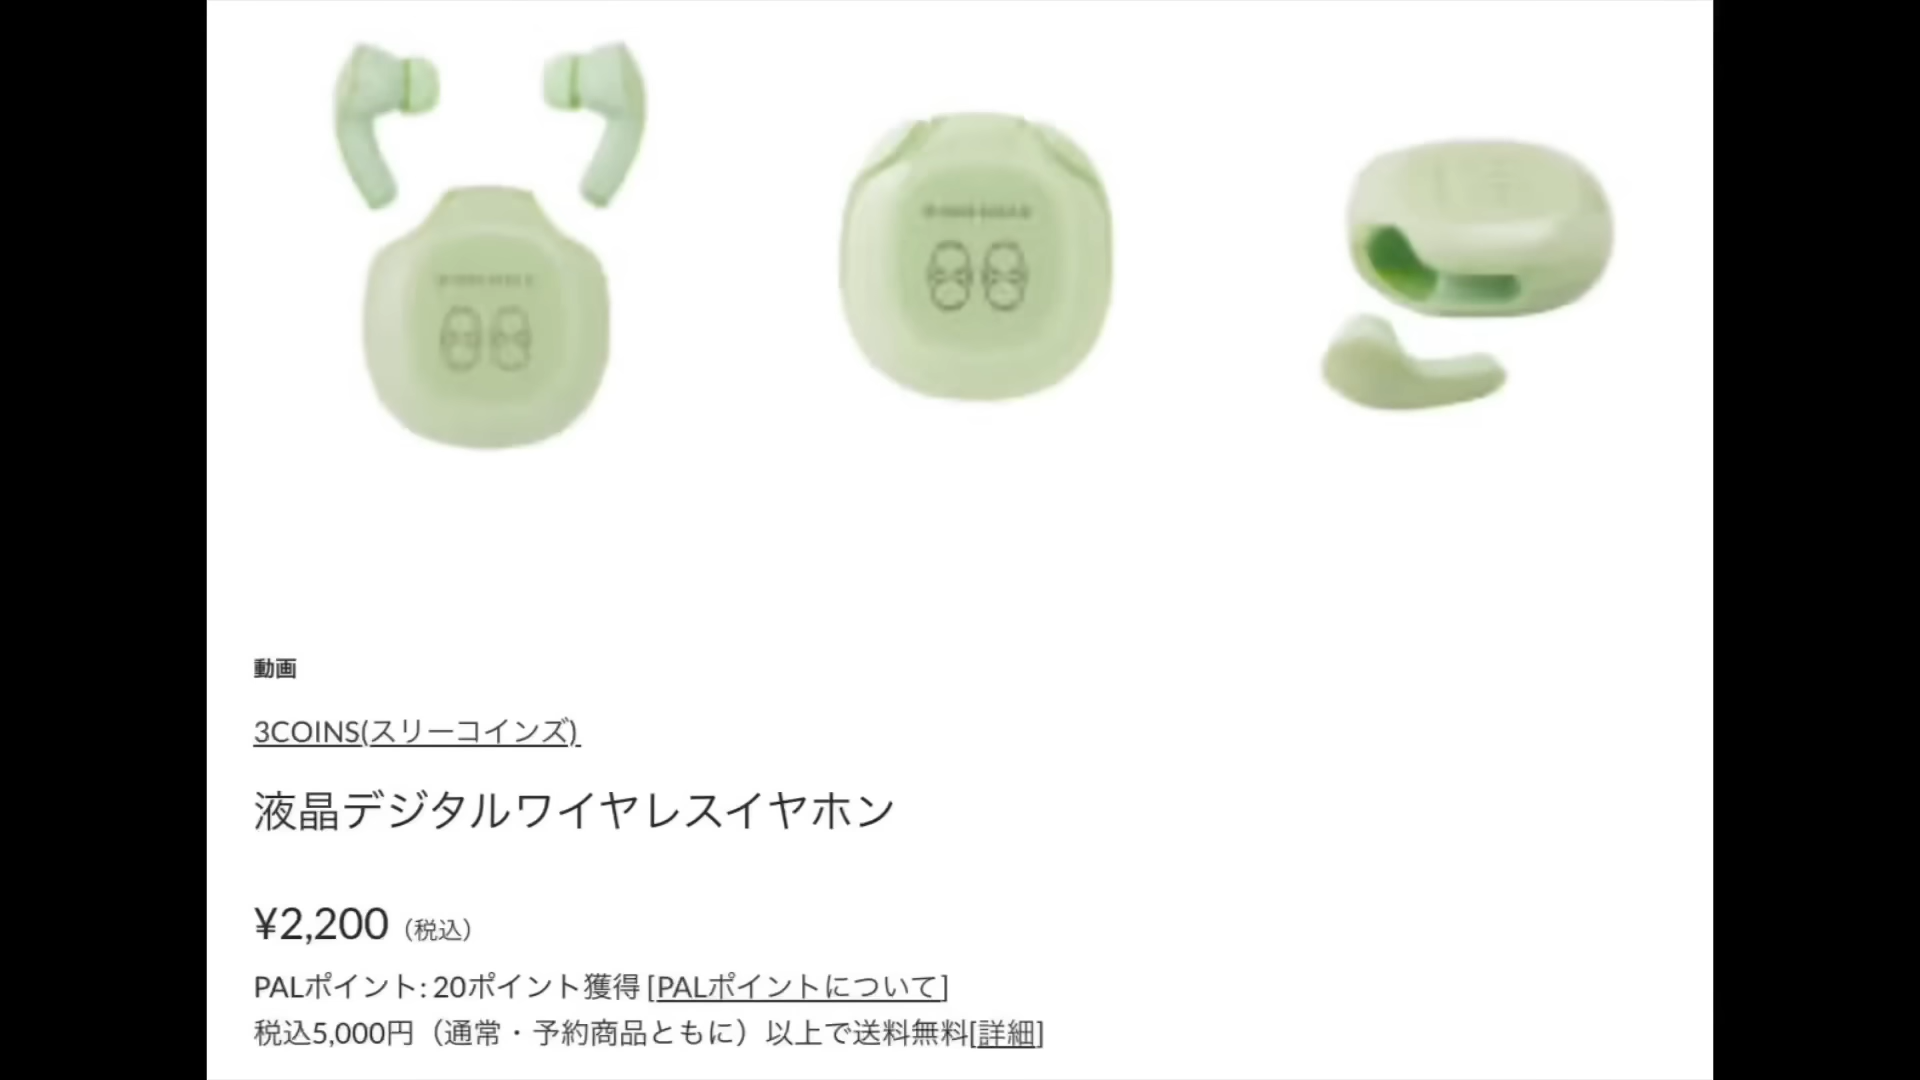 動画
3COINS(スリーコインズ)
液晶デジタルワイヤレスイヤホン
¥2,200（税込）
PALポイント: 20ポイント獲得 [PALポイントについて]
税込5,000円（通常・予約商品ともに）以上で送料無料[詳細]